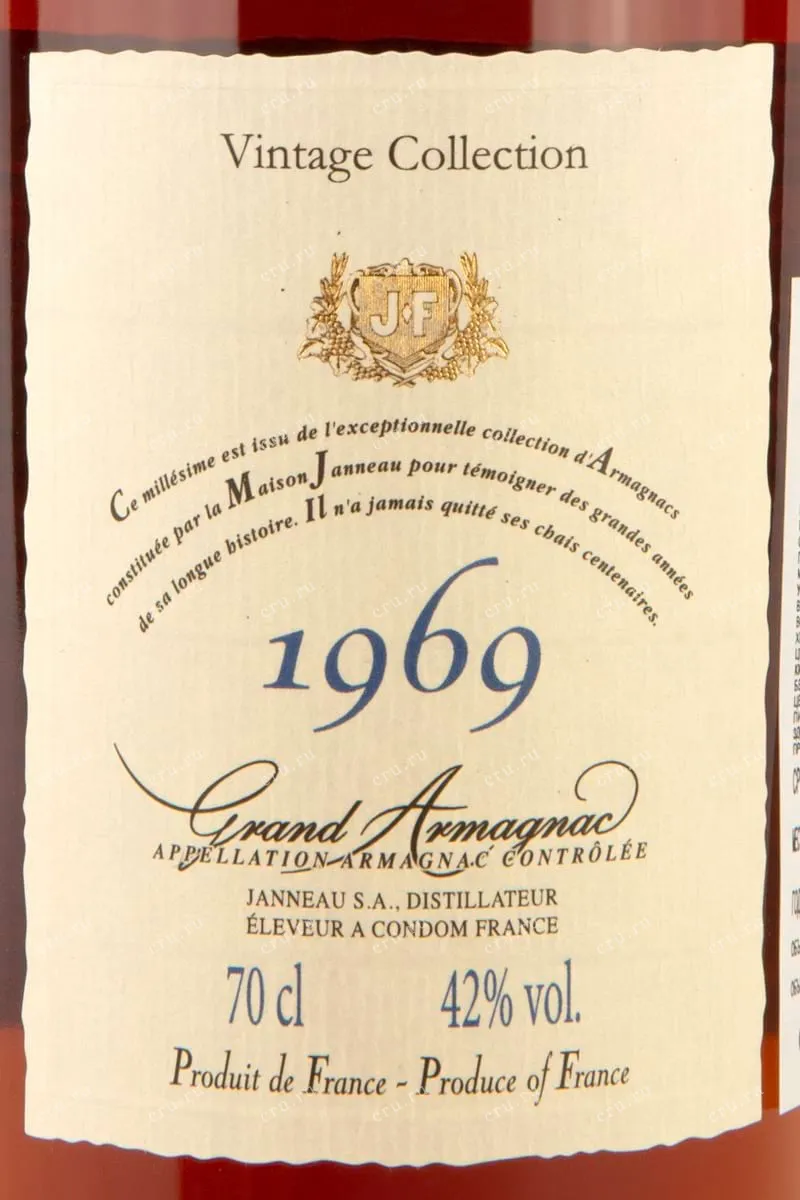 Vintage Collection
J F
Ce millésime est issu de l'exceptionnelle collection d'Armagnacs
constituée par la Maison Janneau pour témoigner des grandes années
de sa longue histoire. Il n'a jamais quitté ses chais centenaires.
1969
Grand Armagnac
APPELLATION ARMAGNAC CONTRÔLÉE
JANNEAU S.A., DISTILLATEUR
ÉLEVEUR A CONDOM FRANCE
70 cl 42% vol.
Produit de France - Produce of France
cru.ru